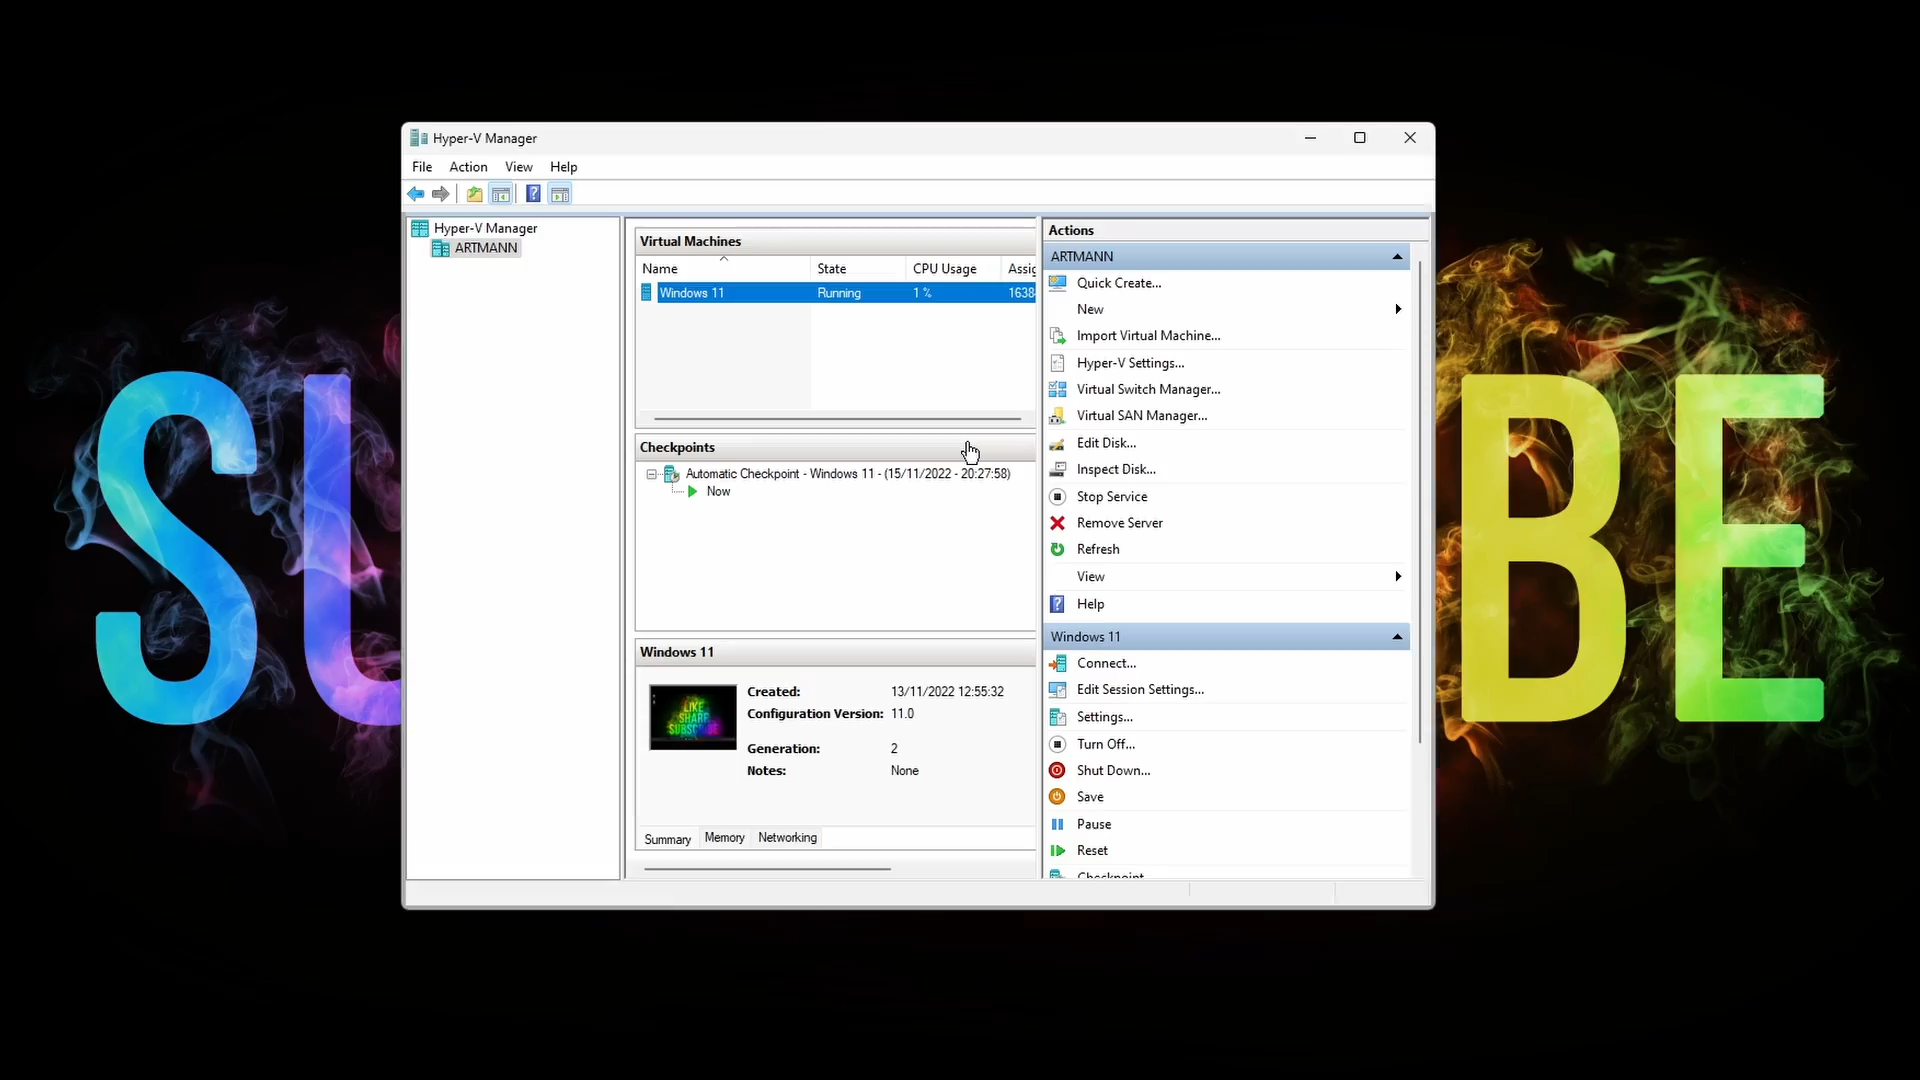 Hyper-V Manager
File Action View Help
Hyper-V Manager
ARTMANN
Virtual Machines
Name State CPU Usage Assig
Windows 11 Running 1 % 1638
Checkpoints
Automatic Checkpoint - Windows 11 - (15/11/2022 - 20:27:58)
Now
Windows 11
LIKE
SHARE
SUBSCRIBE
Created: 13/11/2022 12:55:32
Configuration Version: 11.0
Generation: 2
Notes: None
Summary Memory Networking
Actions
ARTMANN
Quick Create...
New
Import Virtual Machine...
Hyper-V Settings...
Virtual Switch Manager...
Virtual SAN Manager...
Edit Disk...
Inspect Disk...
Stop Service
Remove Server
Refresh
View
Help
Windows 11
Connect...
Edit Session Settings...
Settings...
Turn Off...
Shut Down...
Save
Pause
Reset
Checkpoint
SU
BE